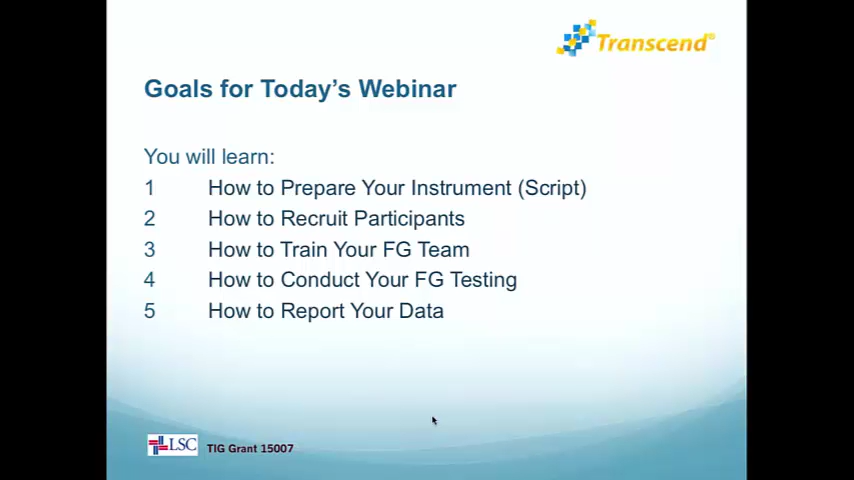 Transcend®
Goals for Today's Webinar
You will learn:
1 How to Prepare Your Instrument (Script)
2 How to Recruit Participants
3 How to Train Your FG Team
4 How to Conduct Your FG Testing
5 How to Report Your Data
LSC TIG Grant 15007